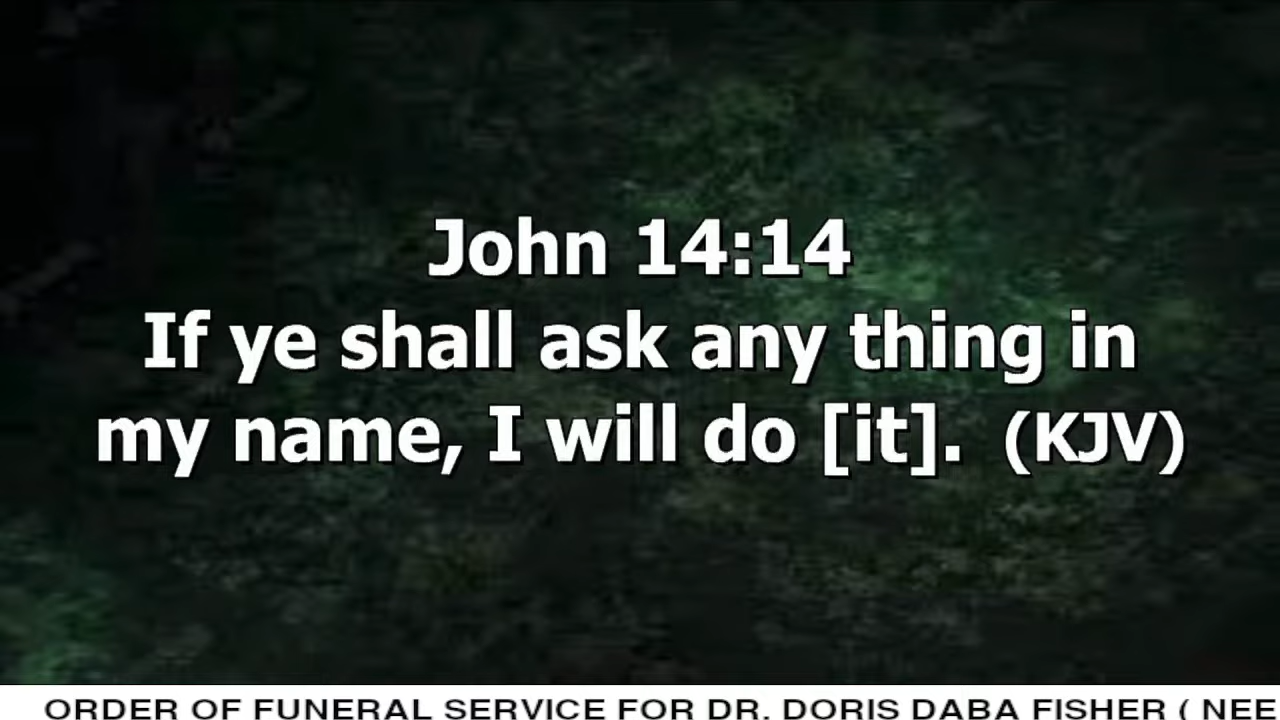 John 14:14
If ye shall ask any thing in
my name, I will do [it].  (KJV)
ORDER OF FUNERAL SERVICE FOR DR. DORIS DABA FISHER ( NEE